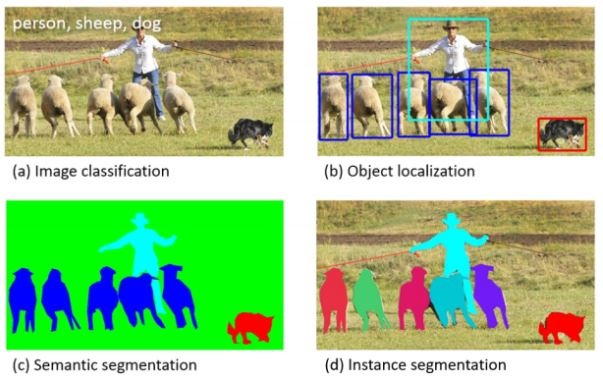 person, sheep, dog
(a) Image classification
(b) Object localization
(c) Semantic segmentation
(d) Instance segmentation